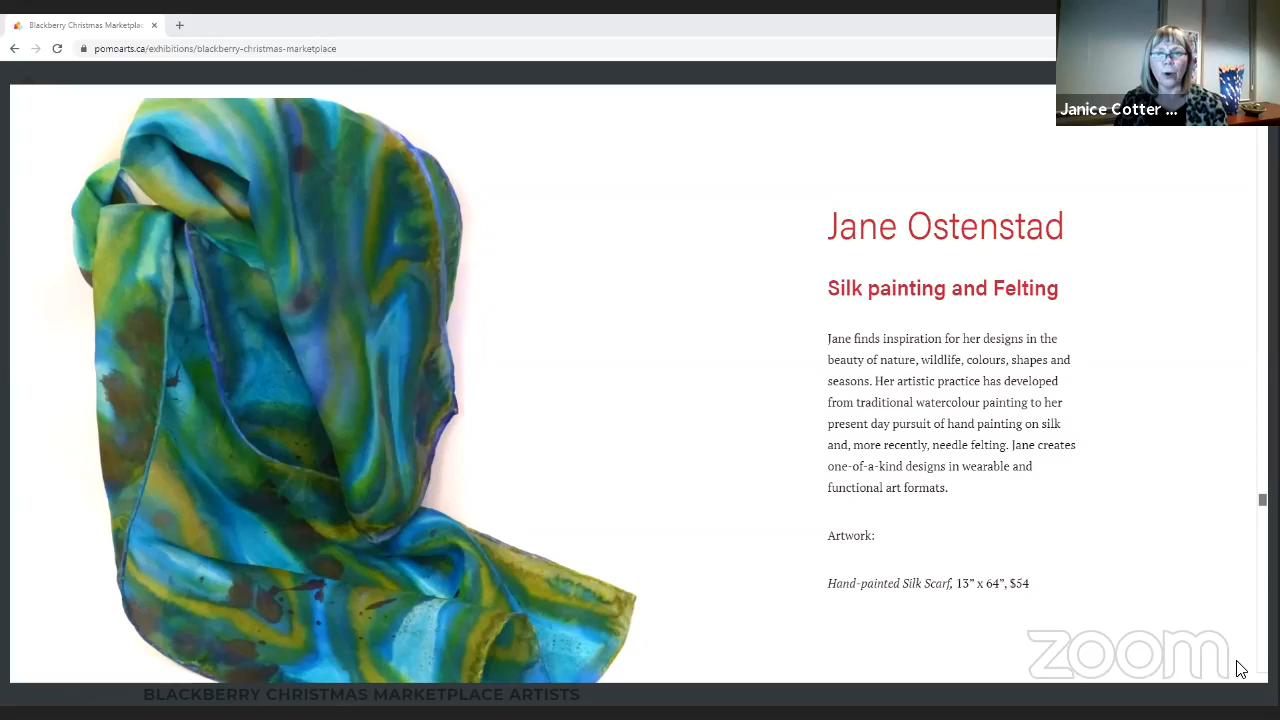 Blackberry Christmas Marketplac
pomoarts.ca/exhibitions/blackberry-christmas-marketplace
Janice Cotter ...
Jane Ostenstad
Silk painting and Felting
Jane finds inspiration for her designs in the
beauty of nature, wildlife, colours, shapes and
seasons. Her artistic practice has developed
from traditional watercolour painting to her
present day pursuit of hand painting on silk
and, more recently, needle felting. Jane creates
one-of-a-kind designs in wearable and
functional art formats.
Artwork:
Hand-painted Silk Scarf, 13” x 64”, $54
zoom
BLACKBERRY CHRISTMAS MARKETPLACE ARTISTS